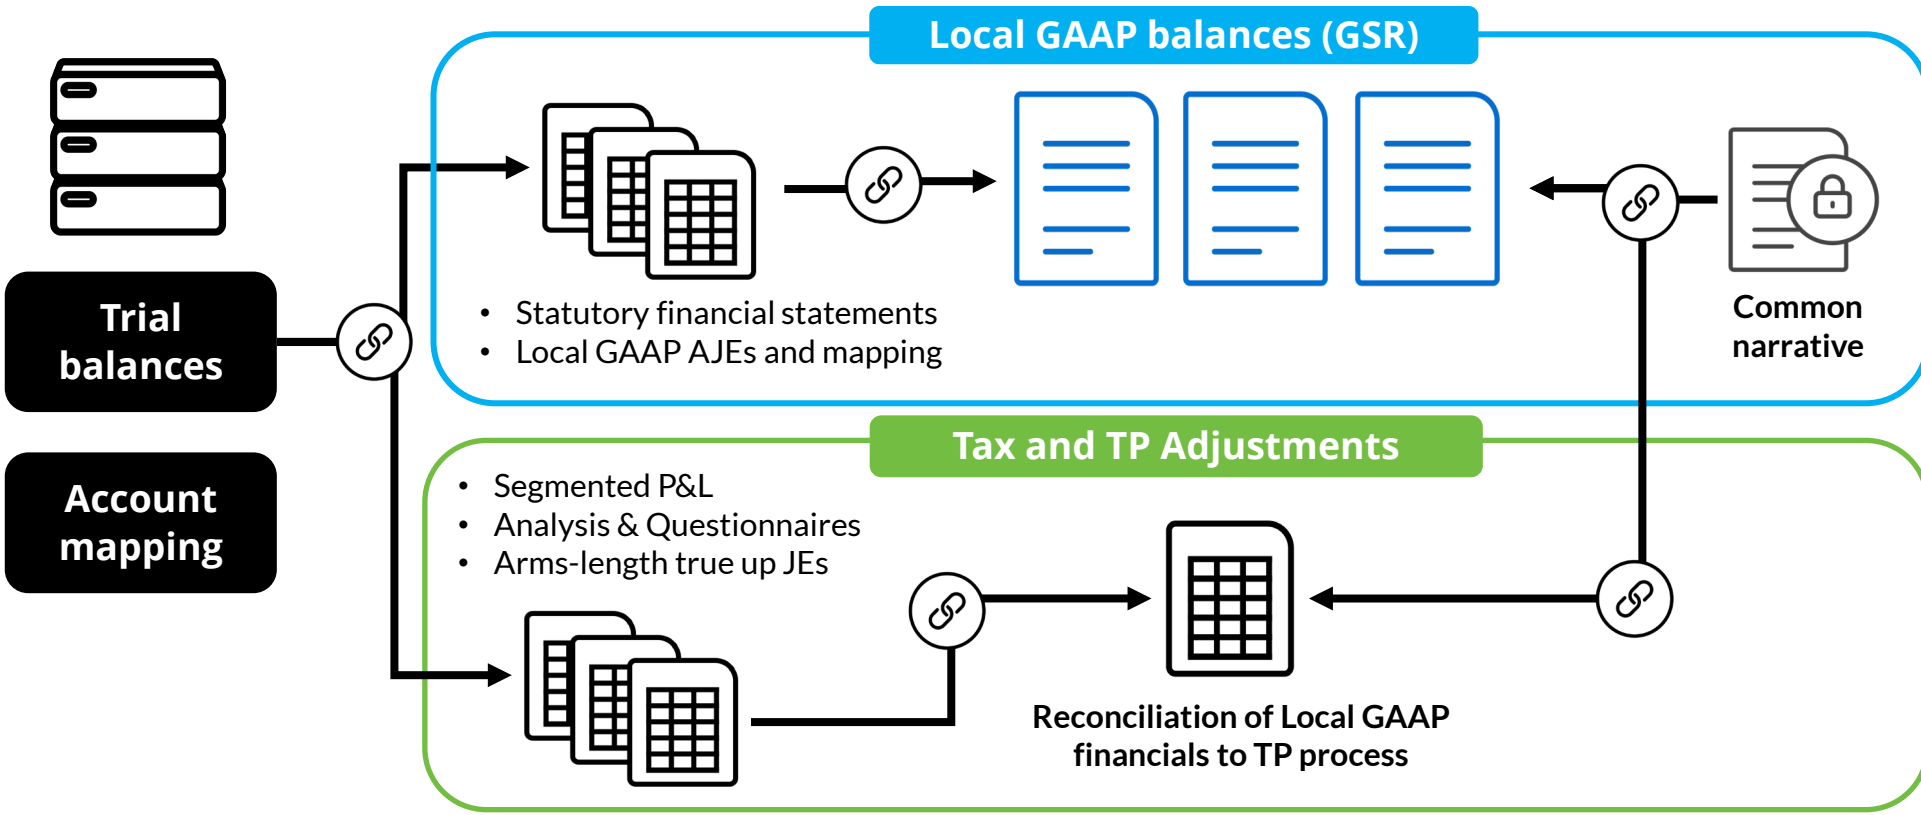 Local GAAP balances (GSR)
Trial
balances
Account
mapping
• Statutory financial statements
• Local GAAP AJEs and mapping
Common
narrative
Tax and TP Adjustments
• Segmented P&L
• Analysis & Questionnaires
• Arms-length true up JEs
Reconciliation of Local GAAP
financials to TP process